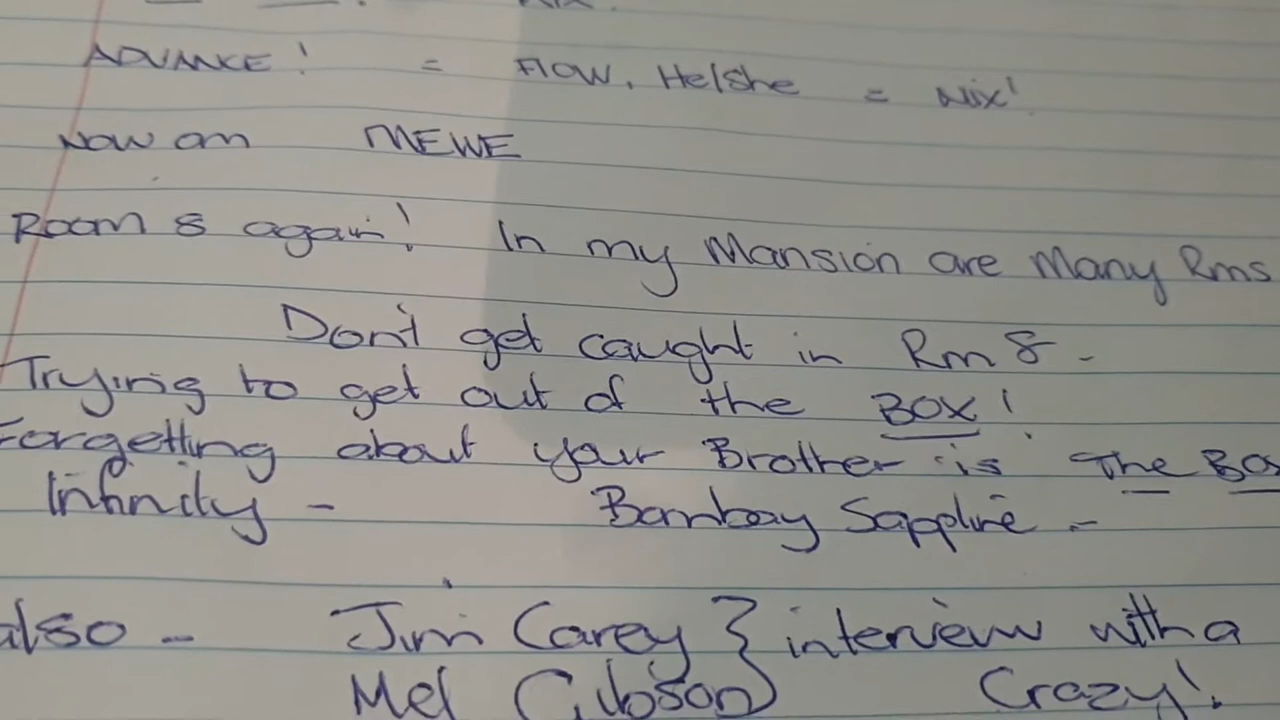 ADVANCE! = FLOW. He/She = Nix!
Now on MEWE
Room 8 again! In my Mansion are Many Rms
Don't get caught in Rm 8 -
Trying to get out of the BOX!
Forgetting about your Brother is The Box
Infinity - Bombay Sapphire -
also - Jim Carey } interview with a
Mel Gibson Crazy!